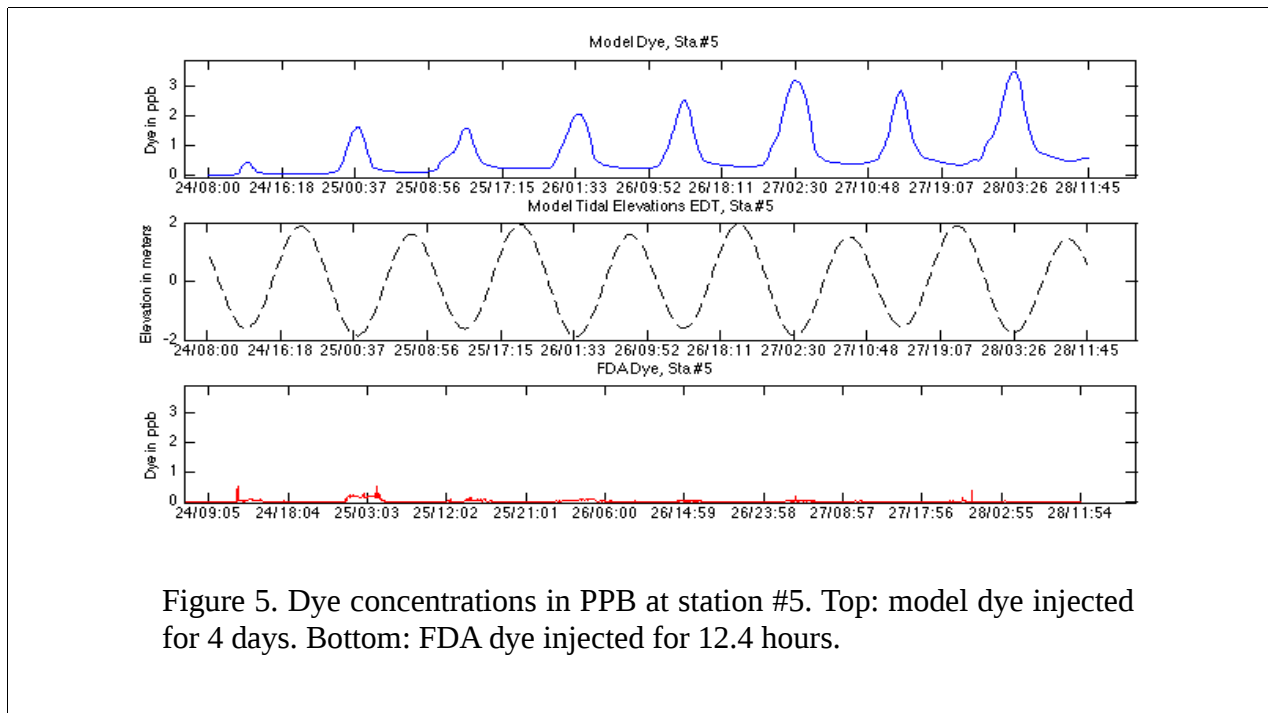 Model Dye, Sta#5
Dye in ppb
3
2
1
0
24/08:00 24/16:18 25/00:37 25/08:56 25/17:15 26/01:33 26/09:52 26/18:11 27/02:30 27/10:48 27/19:07 28/03:26 28/11:45
Model Tidal Elevations EDT, Sta#5
Elevation in meters
2
0
-2
24/08:00 24/16:18 25/00:37 25/08:56 25/17:15 26/01:33 26/09:52 26/18:11 27/02:30 27/10:48 27/19:07 28/03:26 28/11:45
FDA Dye, Sta#5
Dye in ppb
3
2
1
0
24/09:05 24/18:04 25/03:03 25/12:02 25/21:01 26/06:00 26/14:59 26/23:58 27/08:57 27/17:56 28/02:55 28/11:54
Figure 5. Dye concentrations in PPB at station #5. Top: model dye injected
for 4 days. Bottom: FDA dye injected for 12.4 hours.